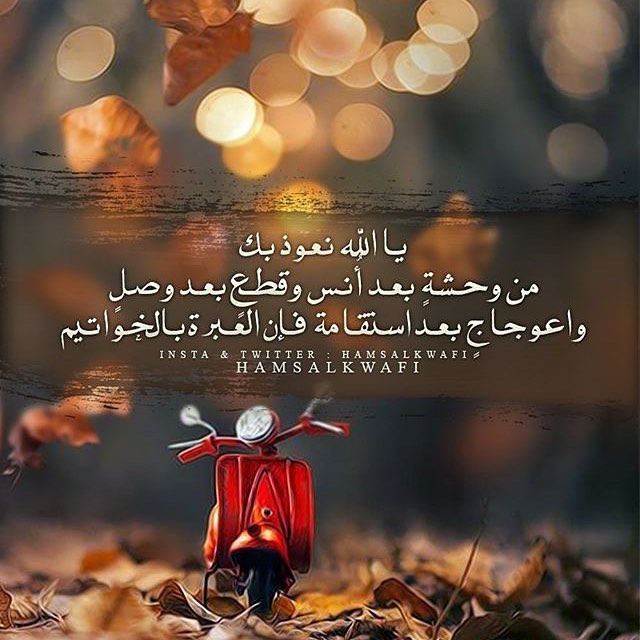 يا الله نعوذ بك
من وحشةٍ بعد أُنس وقطعٍ بعد وصلٍ
واعوجاجٍ بعد استقامة فإن العبرة بالخواتيم
INSTA & TWITTER : HAMSALKWAFI
HAMSALKWAFI